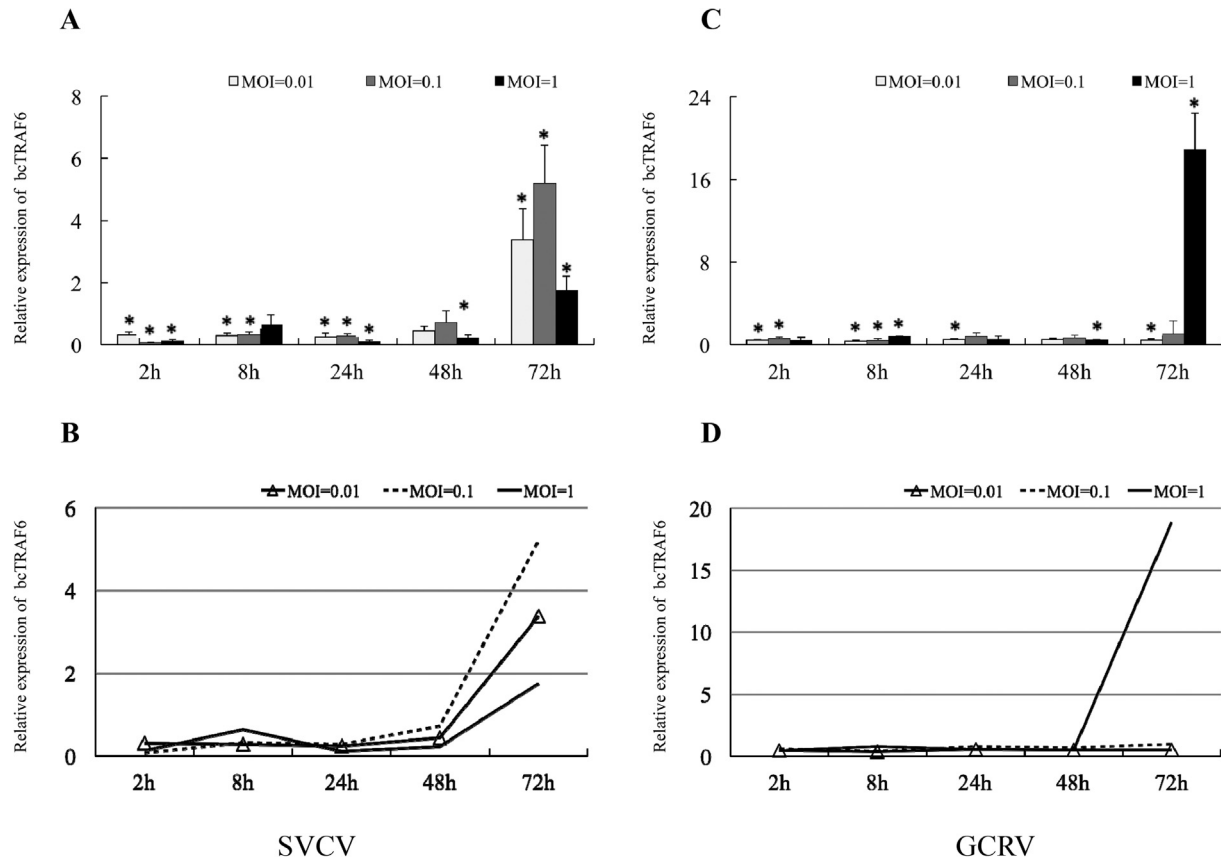 A
Relative expression of bcTRAF6
MOI=0.01 MOI=0.1 MOI=1
8
6
4
2
0
* * * * * * * * * * * *
2h 8h 24h 48h 72h
C
Relative expression of bcTRAF6
MOI=0.01 MOI=0.1 MOI=1
24
16
8
0
* * * * * * * * *
2h 8h 24h 48h 72h
B
Relative expression of bcTRAF6
MOI=0.01 MOI=0.1 MOI=1
6
4
2
0
2h 8h 24h 48h 72h
SVCV
D
Relative expression of bcTRAF6
MOI=0.01 MOI=0.1 MOI=1
20
15
10
5
0
2h 8h 24h 48h 72h
GCRV